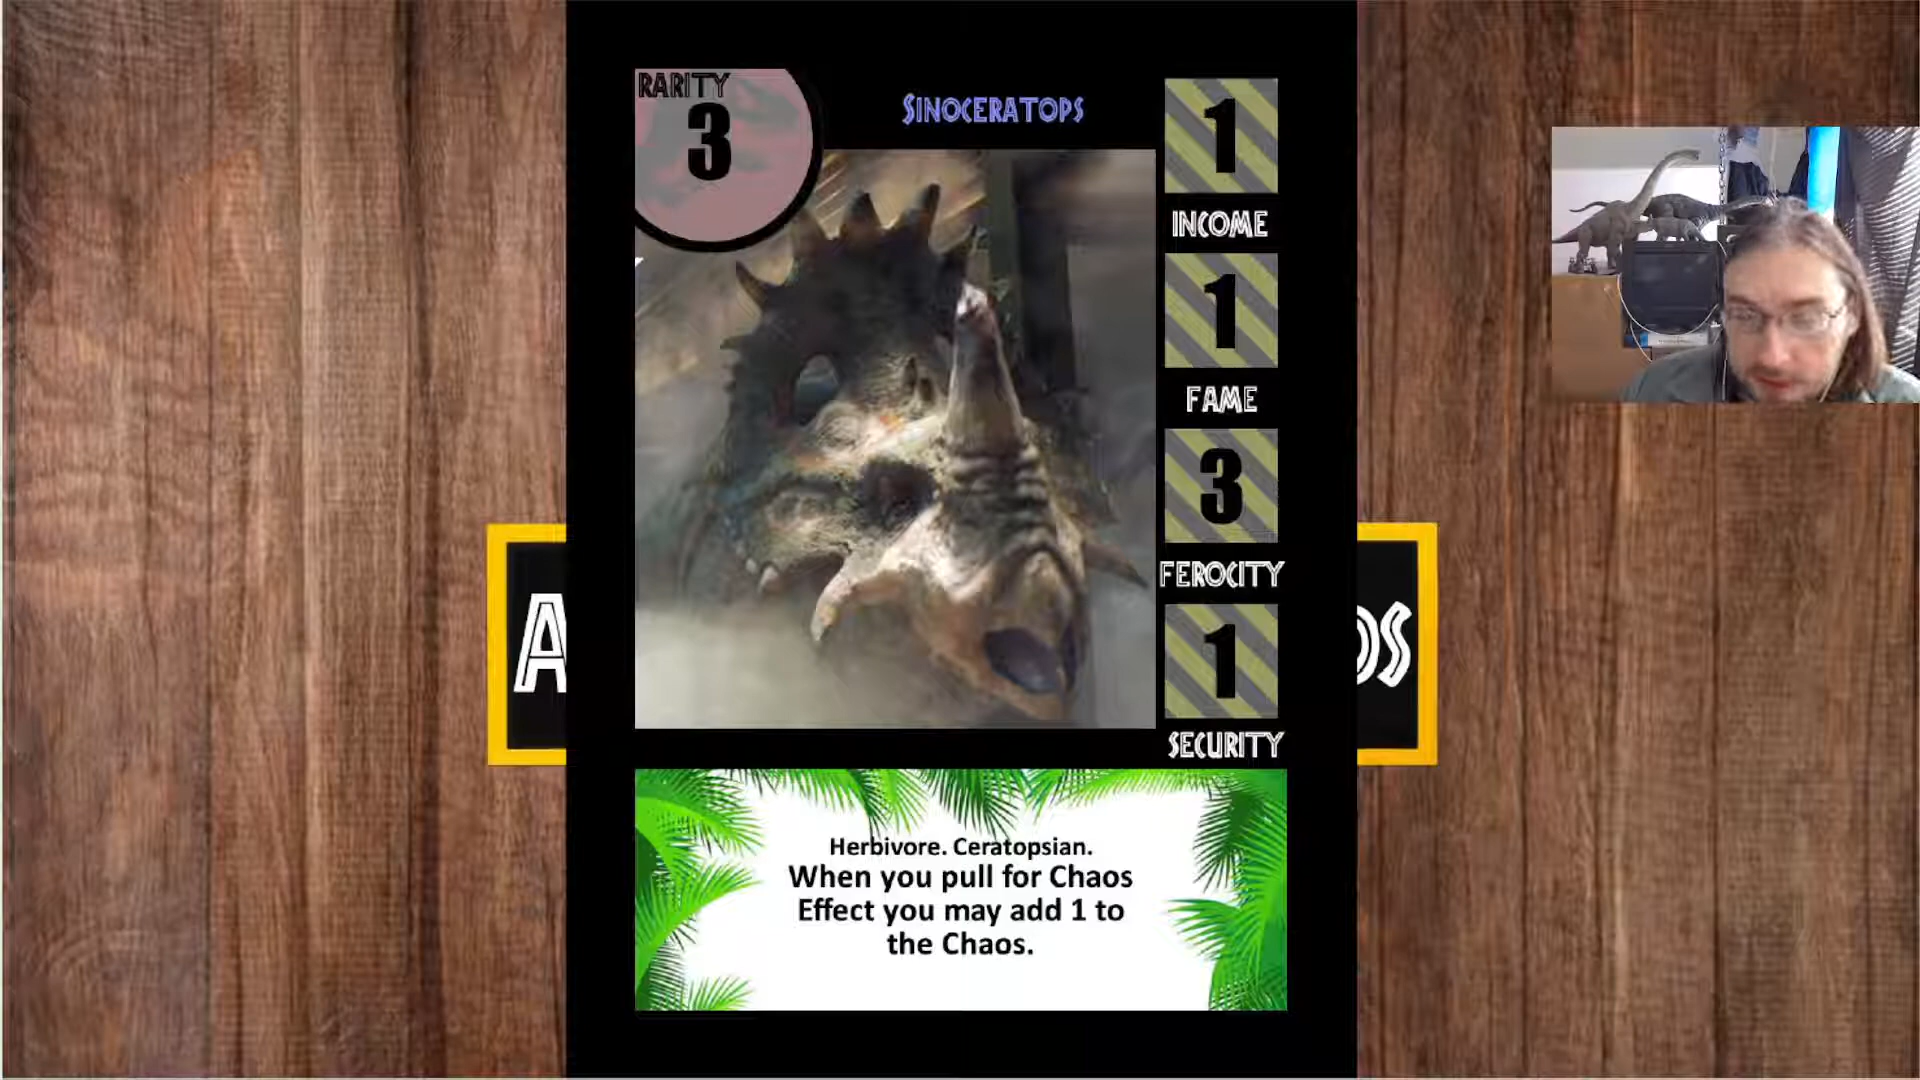 RARITY
3
SINOCERATOPS
1
INCOME
1
FAME
3
FEROCITY
1
SECURITY
Herbivore. Ceratopsian.
When you pull for Chaos
Effect you may add 1 to
the Chaos.